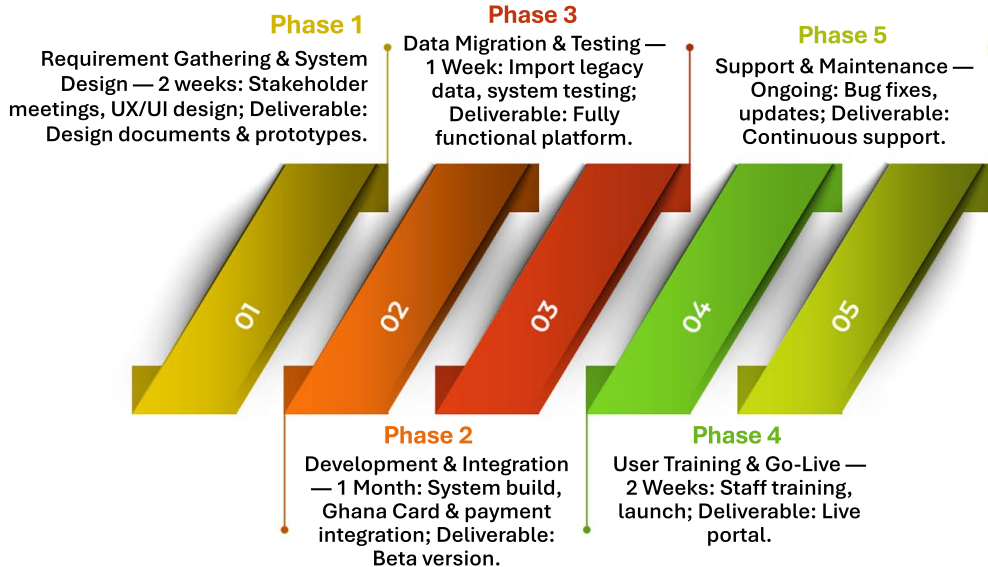 Phase 1
Requirement Gathering & System
Design — 2 weeks: Stakeholder
meetings, UX/UI design; Deliverable:
Design documents & prototypes.
Phase 3
Data Migration & Testing —
1 Week: Import legacy
data, system testing;
Deliverable: Fully
functional platform.
Phase 5
Support & Maintenance —
Ongoing: Bug fixes,
updates; Deliverable:
Continuous support.
01
02
03
04
05
Phase 2
Development & Integration
— 1 Month: System build,
Ghana Card & payment
integration; Deliverable:
Beta version.
Phase 4
User Training & Go-Live —
2 Weeks: Staff training,
launch; Deliverable: Live
portal.